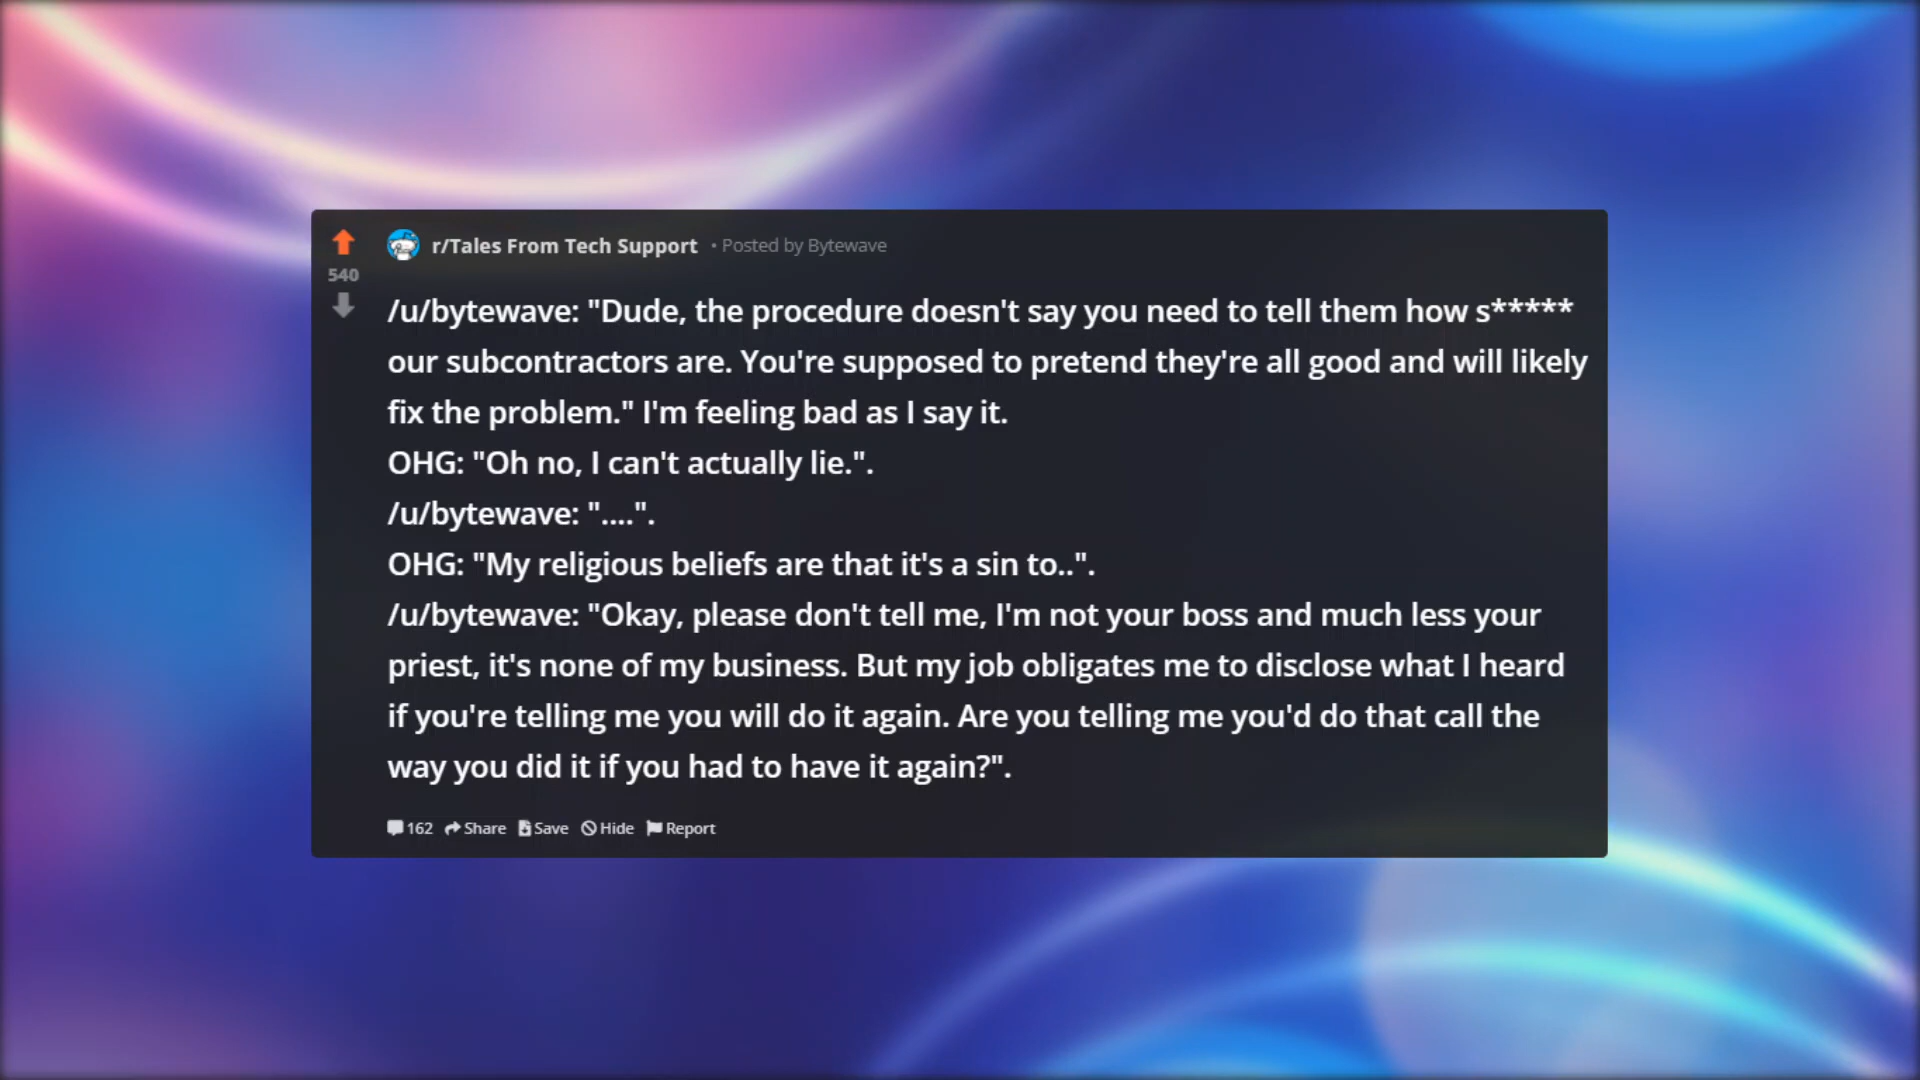 r/Tales From Tech Support • Posted by Bytewave
540
/u/bytewave: "Dude, the procedure doesn't say you need to tell them how s*****
our subcontractors are. You're supposed to pretend they're all good and will likely
fix the problem." I'm feeling bad as I say it.
OHG: "Oh no, I can't actually lie.".
/u/bytewave: "....".
OHG: "My religious beliefs are that it's a sin to..".
/u/bytewave: "Okay, please don't tell me, I'm not your boss and much less your
priest, it's none of my business. But my job obligates me to disclose what I heard
if you're telling me you will do it again. Are you telling me you'd do that call the
way you did it if you had to have it again?".
162 Share Save Hide Report